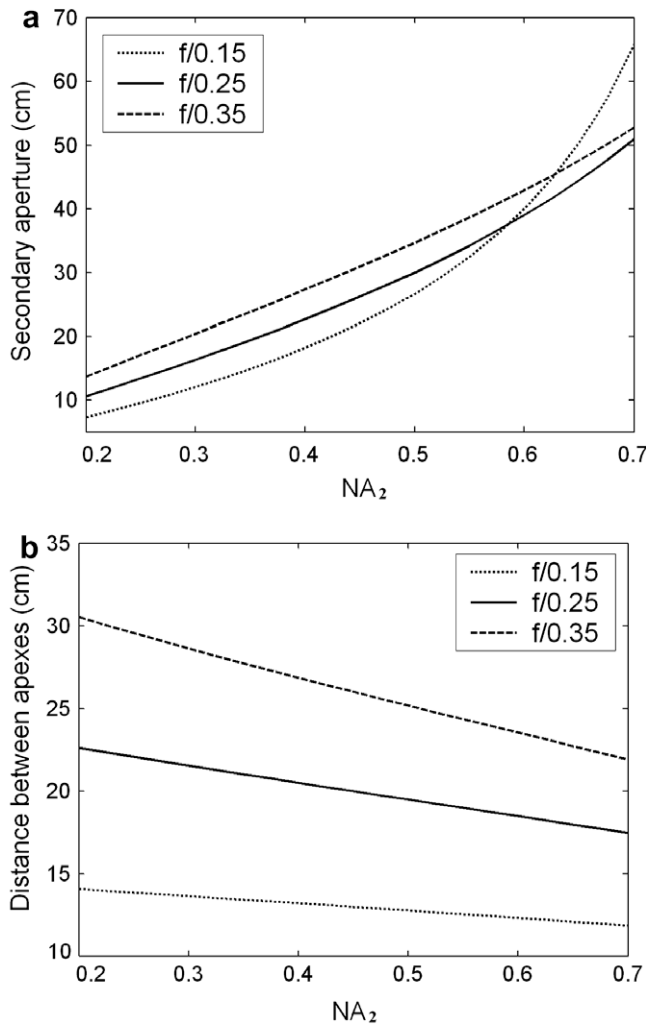 a
70
60
50
40
30
20
10
Secondary aperture (cm)
f/0.15
f/0.25
f/0.35
0.2 0.3 0.4 0.5 0.6 0.7
NA₂
b
35
30
25
20
15
10
Distance between apexes (cm)
f/0.15
f/0.25
f/0.35
0.2 0.3 0.4 0.5 0.6 0.7
NA₂